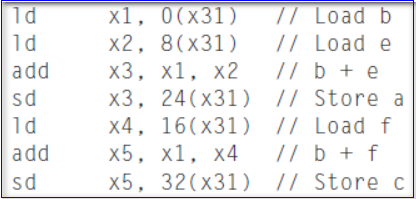 ld x1, 0(x31) // Load b
ld x2, 8(x31) // Load e
add x3, x1, x2 // b + e
sd x3, 24(x31) // Store a
ld x4, 16(x31) // Load f
add x5, x1, x4 // b + f
sd x5, 32(x31) // Store c